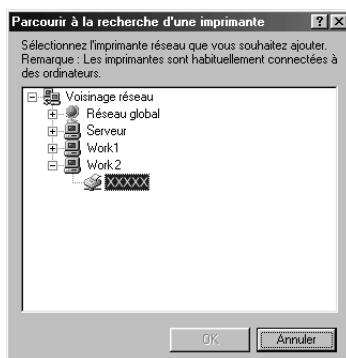 Parcourir à la recherche d'une imprimante
Sélectionnez l'imprimante réseau que vous souhaitez ajouter.
Remarque : Les imprimantes sont habituellement connectées à
des ordinateurs.
Voisinage réseau
Réseau global
Serveur
Work1
Work2
XXXXX
OK
Annuler